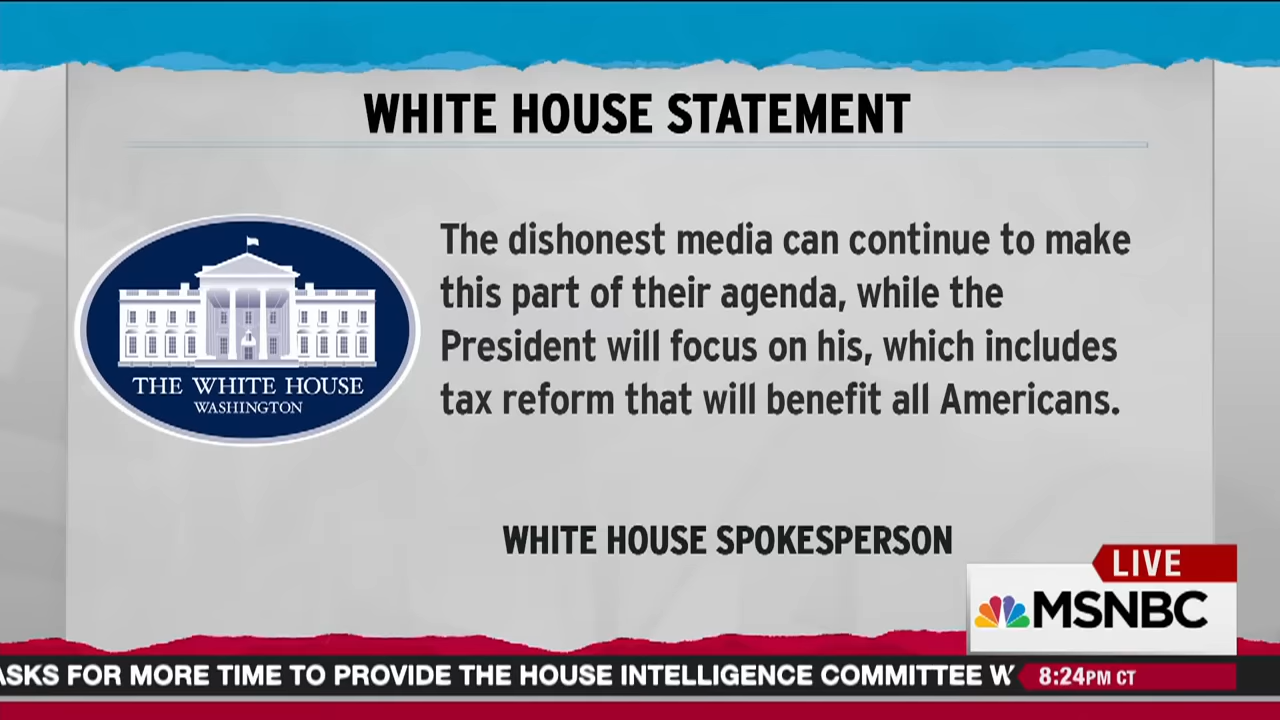 WHITE HOUSE STATEMENT
The dishonest media can continue to make
this part of their agenda, while the
President will focus on his, which includes
tax reform that will benefit all Americans.
THE WHITE HOUSE
WASHINGTON
WHITE HOUSE SPOKESPERSON
LIVE
MSNBC
ASKS FOR MORE TIME TO PROVIDE THE HOUSE INTELLIGENCE COMMITTEE W
8:24PM CT